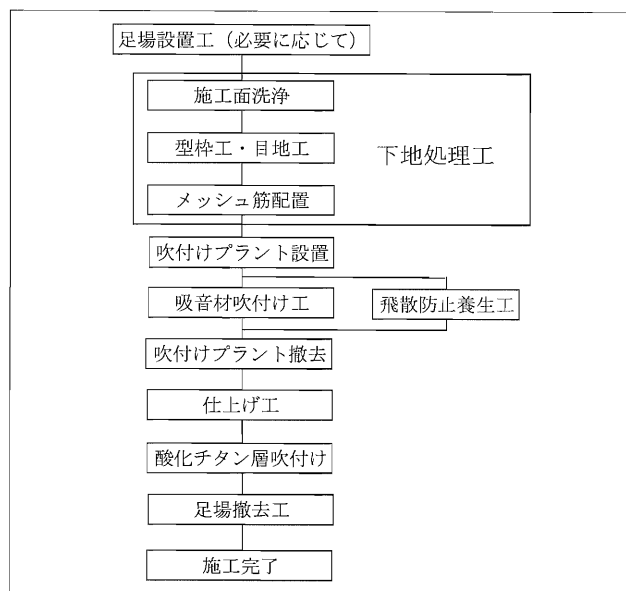 足場設置工（必要に応じて）
施工面洗浄
型枠工・目地工
下地処理工
メッシュ筋配置
吹付けプラント設置
吸音材吹付け工
飛散防止養生工
吹付けプラント撤去
仕上げ工
酸化チタン層吹付け
足場撤去工
施工完了